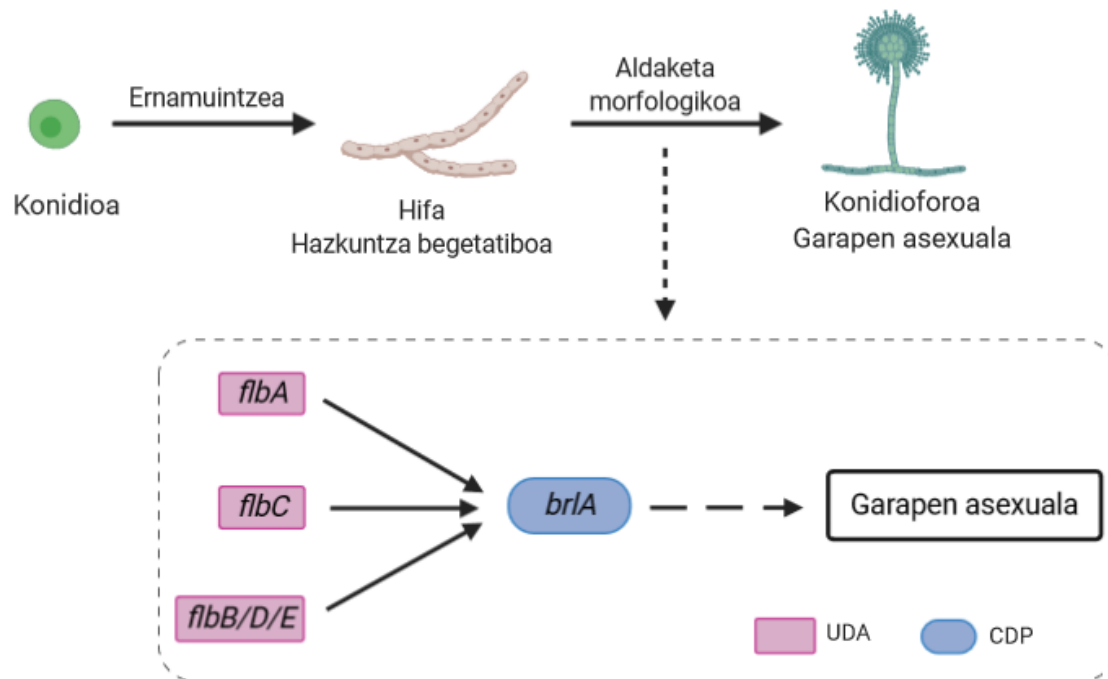 Ernamuintzea
Aldaketa
morfologikoa
Konidioa
Hifa
Hazkuntza begetatiboa
Konidioforoa
Garapen asexuala
flbA
flbC
brlA
Garapen asexuala
flbB/D/E
UDA
CDP